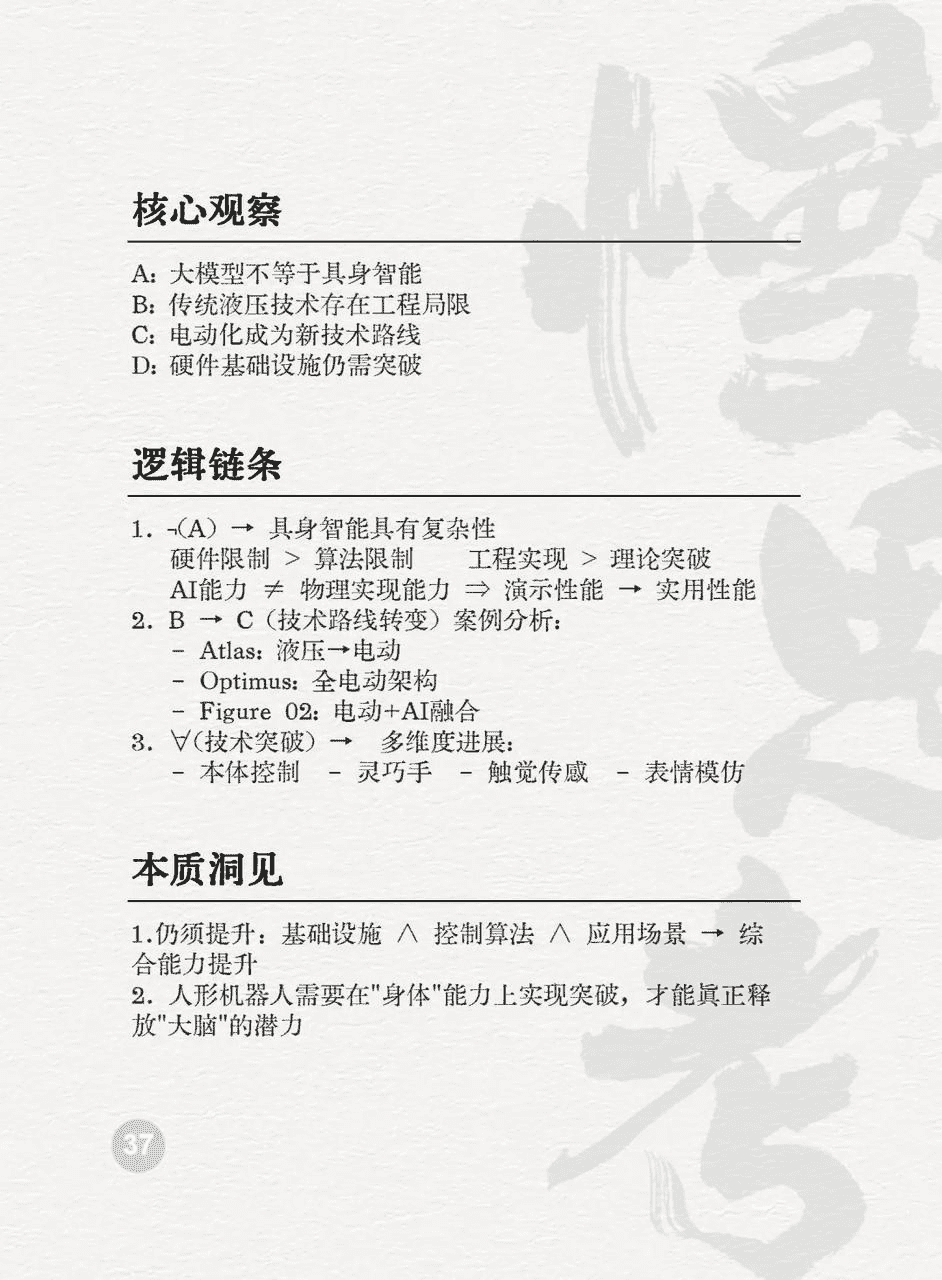 核心观察
A: 大模型不等于具身智能
B: 传统液压技术存在工程局限
C: 电动化成为新技术路线
D: 硬件基础设施仍需突破
逻辑链条
1. ¬(A) → 具身智能具有复杂性
硬件限制 > 算法限制 工程实现 > 理论突破
AI能力 ≠ 物理实现能力 ⇒ 演示性能 → 实用性能
2. B → C (技术路线转变) 案例分析:
- Atlas: 液压→电动
- Optimus: 全电动架构
- Figure 02: 电动+AI融合
3. ∀(技术突破) → 多维度进展:
- 本体控制 - 灵巧手 - 触觉传感 - 表情模仿
本质洞见
1.仍须提升: 基础设施 ∧ 控制算法 ∧ 应用场景 → 综
合能力提升
2. 人形机器人需要在"身体"能力上实现突破, 才能真正释
放"大脑"的潜力
37
慢思考